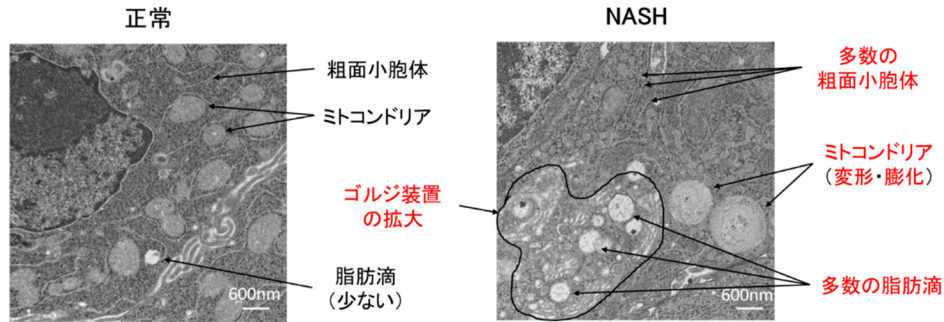 正常
粗面小胞体
ミトコンドリア
脂肪滴
（少ない）
600nm
NASH
多数の
粗面小胞体
ミトコンドリア
（変形・膨化）
ゴルジ装置
の拡大
多数の脂肪滴
600nm